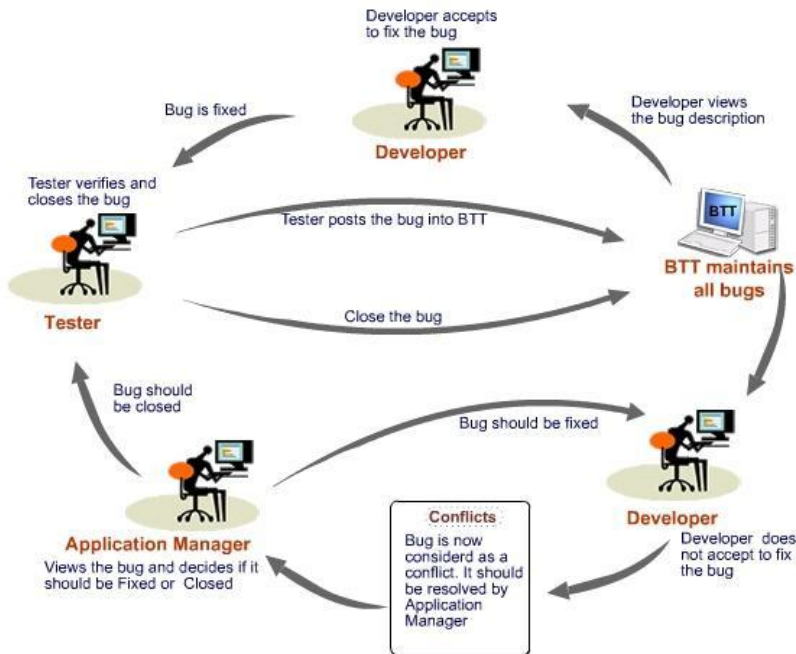 Developer accepts
to fix the bug
Bug is fixed
Developer
Developer views
the bug description
Tester verifies and
closes the bug
Tester posts the bug into BTT
BTT
BTT maintains
all bugs
Tester
Close the bug
Bug should
be closed
Bug should be fixed
Application Manager
Views the bug and decides if it
should be Fixed or Closed
Conflicts
Bug is now
considerd as a
conflict. It should
be resolved by
Application
Manager
Developer
Developer does
not accept to fix
the bug